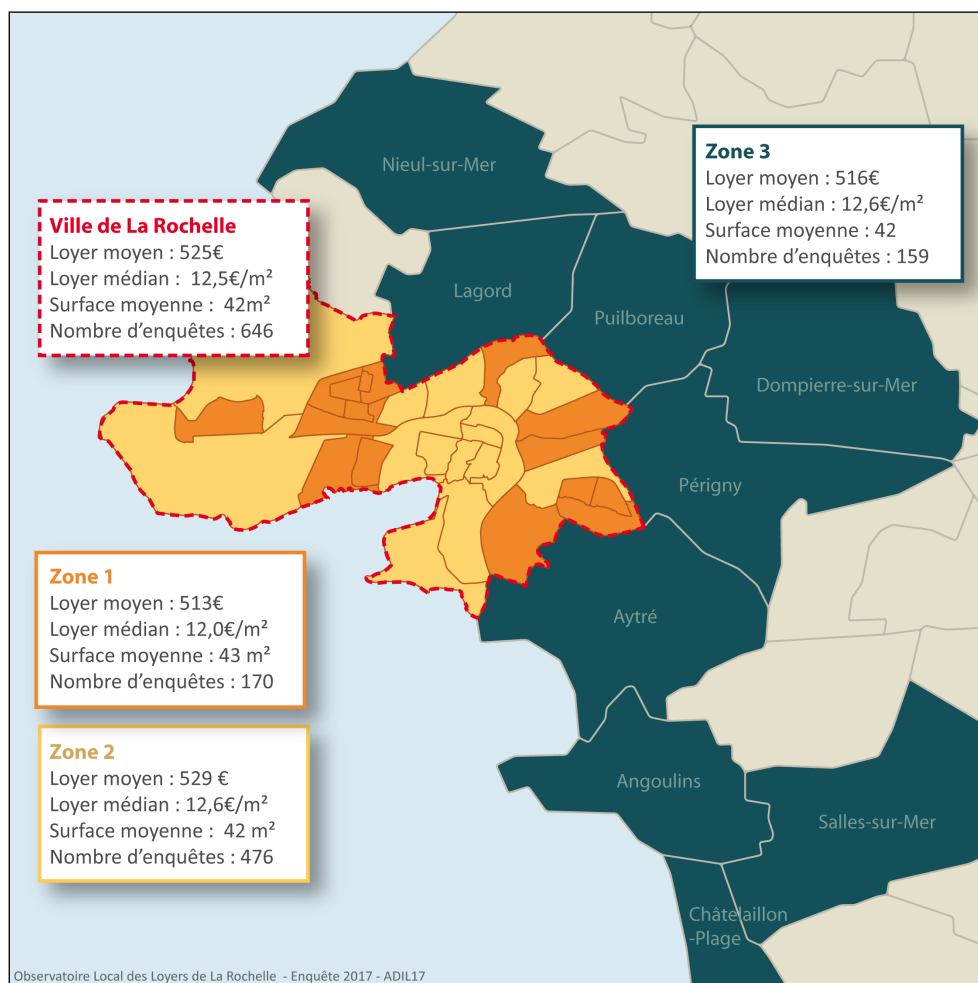 Nieul-sur-Mer
Zone 3
Loyer moyen : 516€
Loyer médian : 12,6€/m²
Surface moyenne : 42
Nombre d'enquêtes : 159
Ville de La Rochelle
Loyer moyen : 525€
Loyer médian :  12,5€/m²
Surface moyenne :  42m²
Nombre d'enquêtes : 646
Lagord
Puilboreau
Dompierre-sur-Mer
Périgny
Zone 1
Loyer moyen : 513€
Loyer médian : 12,0€/m²
Surface moyenne : 43 m²
Nombre d'enquêtes : 170
Aytré
Zone 2
Loyer moyen : 529 €
Loyer médian : 12,6€/m²
Surface moyenne :  42 m²
Nombre d'enquêtes : 476
Angoulins
Salles-sur-Mer
Châtelaillon
-Plage
Observatoire Local des Loyers de La Rochelle  - Enquête 2017 - ADIL17